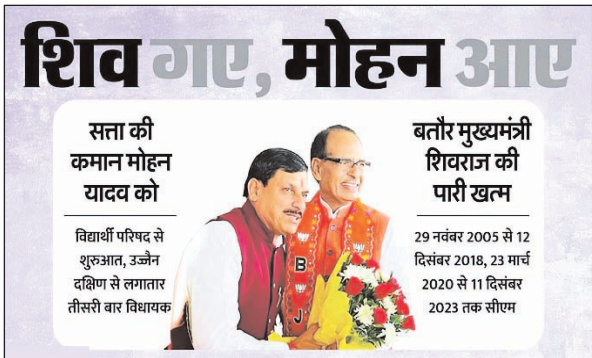 शिव गए, मोहन आए
सत्ता की
कमान मोहन
यादव को
विद्यार्थी परिषद से
शुरुआत, उज्जैन
दक्षिण से लगातार
तीसरी बार विधायक
बतौर मुख्यमंत्री
शिवराज की
पारी खत्म
29 नवंबर 2005 से 12
दिसंबर 2018, 23 मार्च
2020 से 11 दिसंबर
2023 तक सीएम
B
J